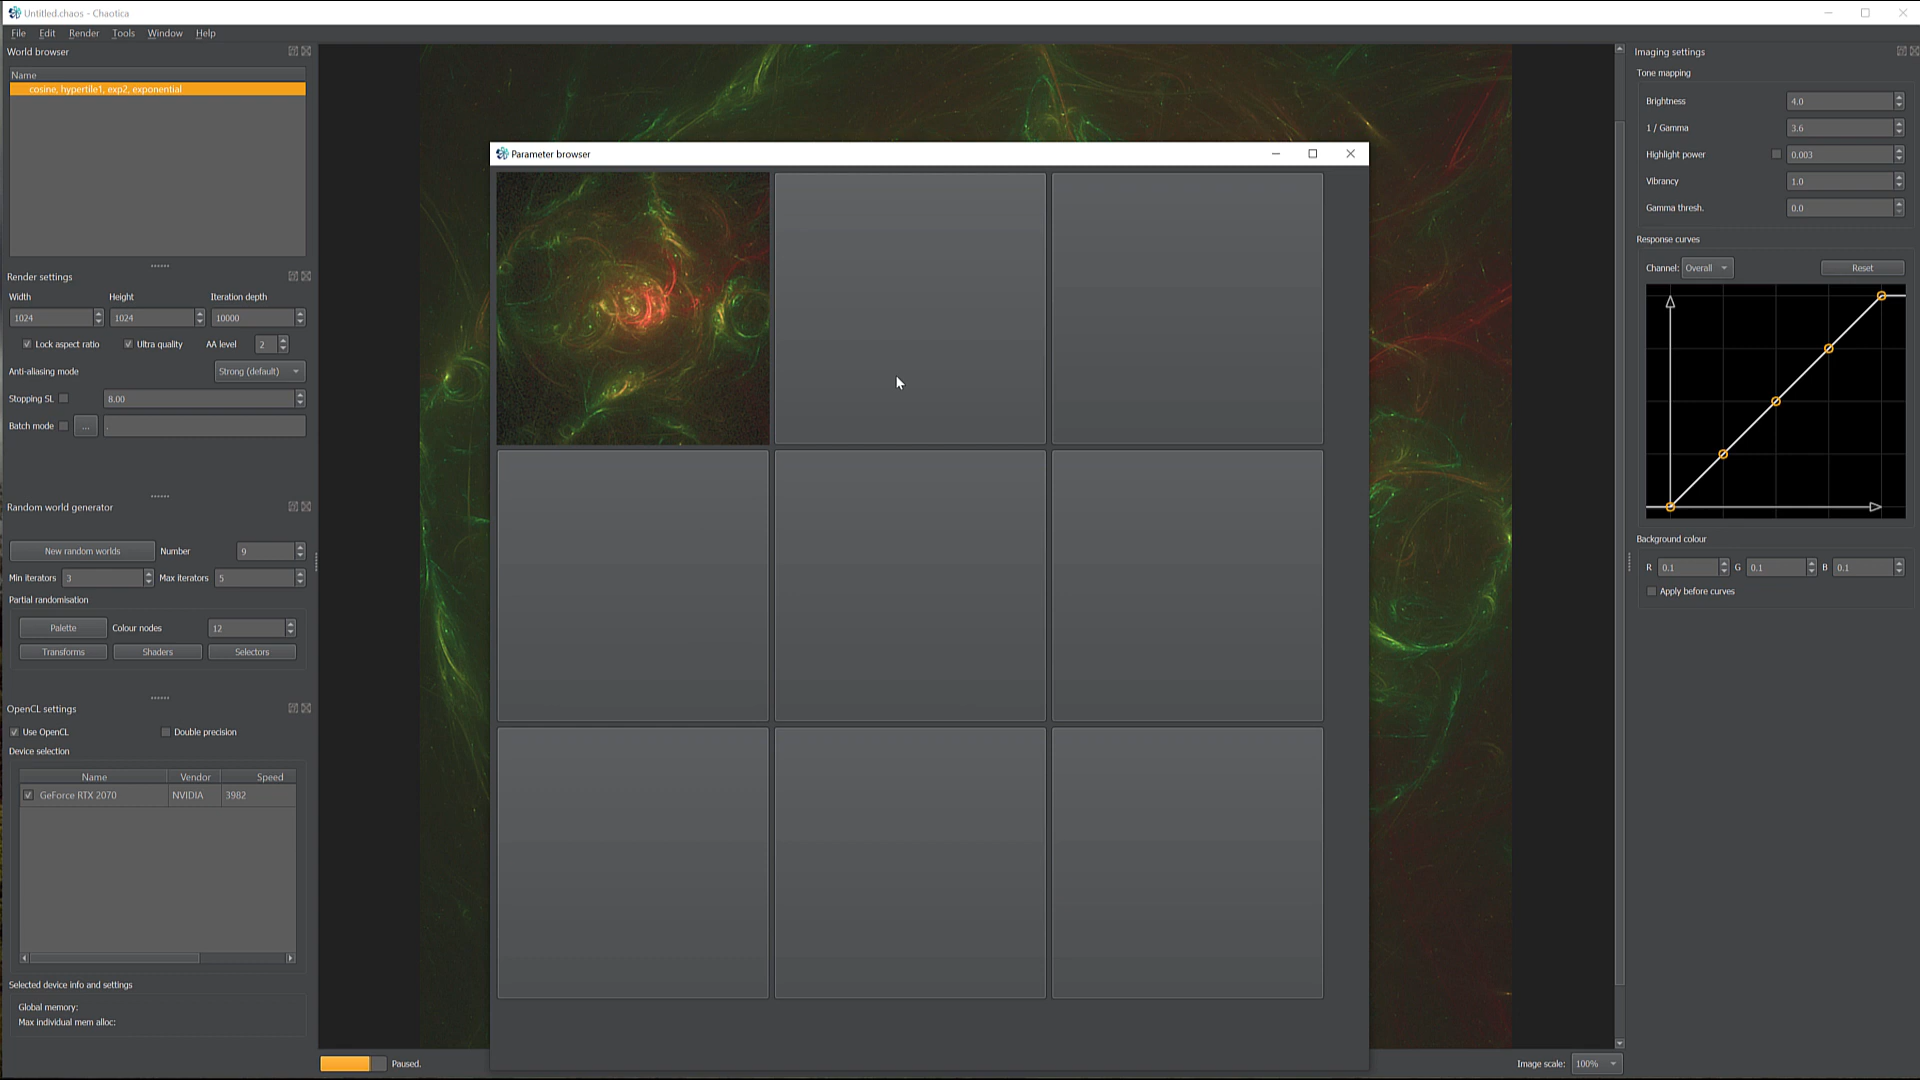 Untitled.chaos - Chaotica
File Edit Render Tools Window Help
World browser
Name
cosine, hypertile1, exp2, exponential
Render settings
Width Height Iteration depth
1024 1024 10000
Lock aspect ratio Ultra quality AA level 2
Anti-aliasing mode Strong (default)
Stopping SL 8.00
Batch mode ... .
Random world generator
New random worlds Number 9
Min iterators 3 Max iterators 5
Partial randomisation
Palette Colour nodes 12
Transforms Shaders Selectors
OpenCL settings
Use OpenCL Double precision
Device selection
Name Vendor Speed
GeForce RTX 2070 NVIDIA 3982
Selected device info and settings
Global memory:
Max individual mem alloc:
Parameter browser
Paused.
Image scale: 100%
Imaging settings
Tone mapping
Brightness 4.0
1 / Gamma 3.6
Highlight power 0.003
Vibrancy 1.0
Gamma thresh. 0.0
Response curves
Channel: Overall Reset
Background colour
R 0.1 G 0.1 B 0.1
Apply before curves